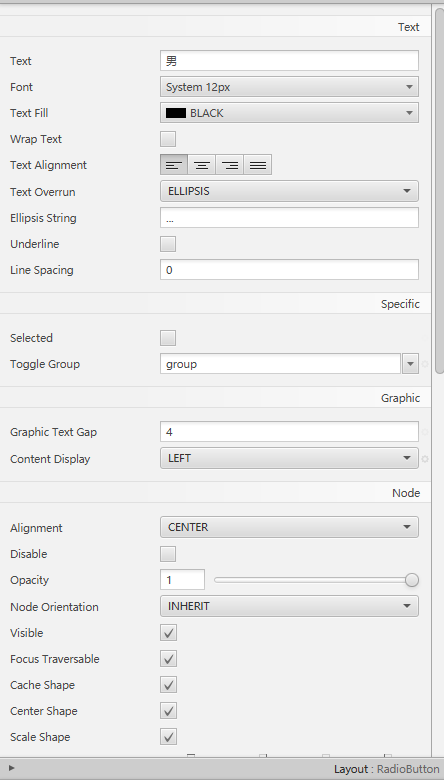 Text
Text 男
Font System 12px
Text Fill BLACK
Wrap Text
Text Alignment
Text Overrun ELLIPSIS
Ellipsis String ...
Underline
Line Spacing 0
Specific
Selected
Toggle Group group
Graphic
Graphic Text Gap 4
Content Display LEFT
Node
Alignment CENTER
Disable
Opacity 1
Node Orientation INHERIT
Visible
Focus Traversable
Cache Shape
Center Shape
Scale Shape
Layout : RadioButton